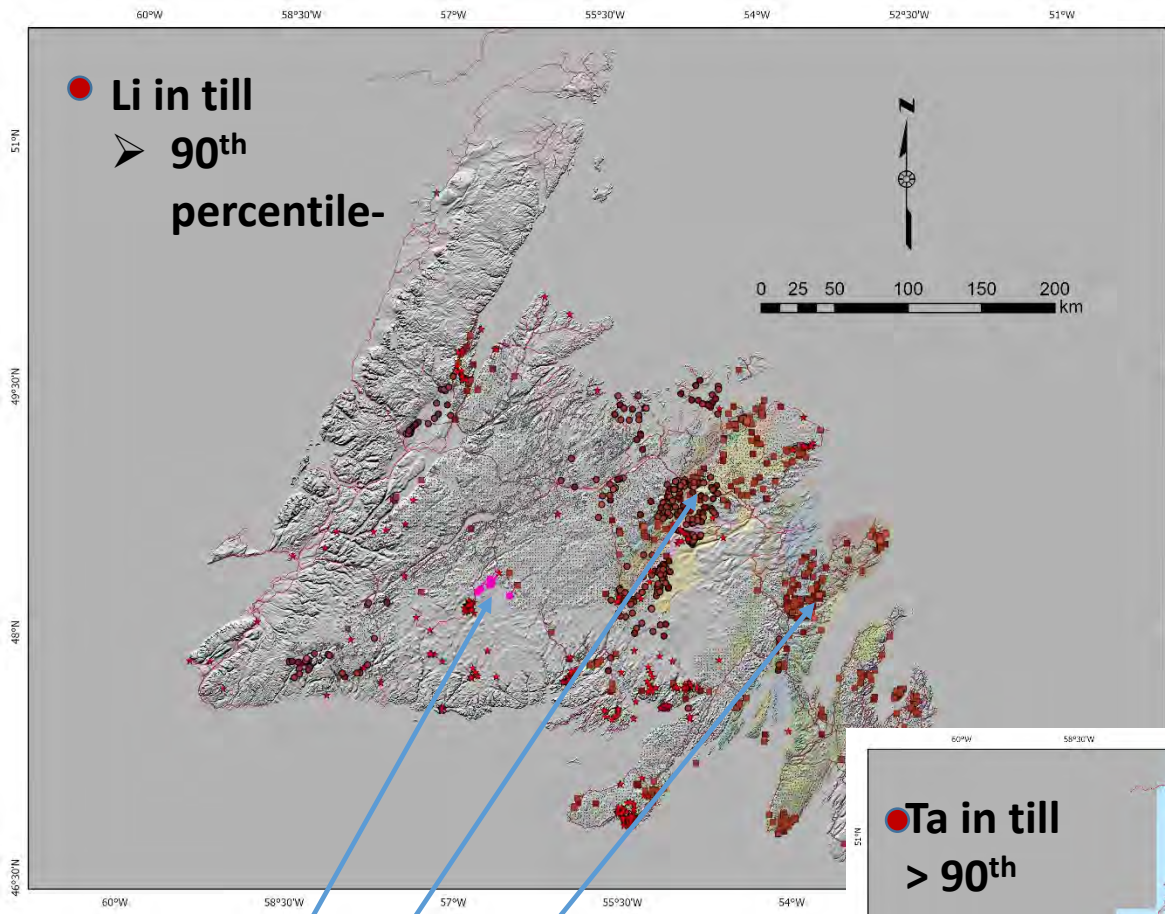 60°W 58°30'W 57°W 55°30'W 54°W 52°30'W 51°W
Li in till
➢ 90th
percentile-
N
0 25 50 100 150 200
km
51°N
49°30'N
48°N
46°30'N
60°W 58°30'W 57°W 55°30'W 54°W
60°W 58°30'W
51°N
Ta in till
> 90th